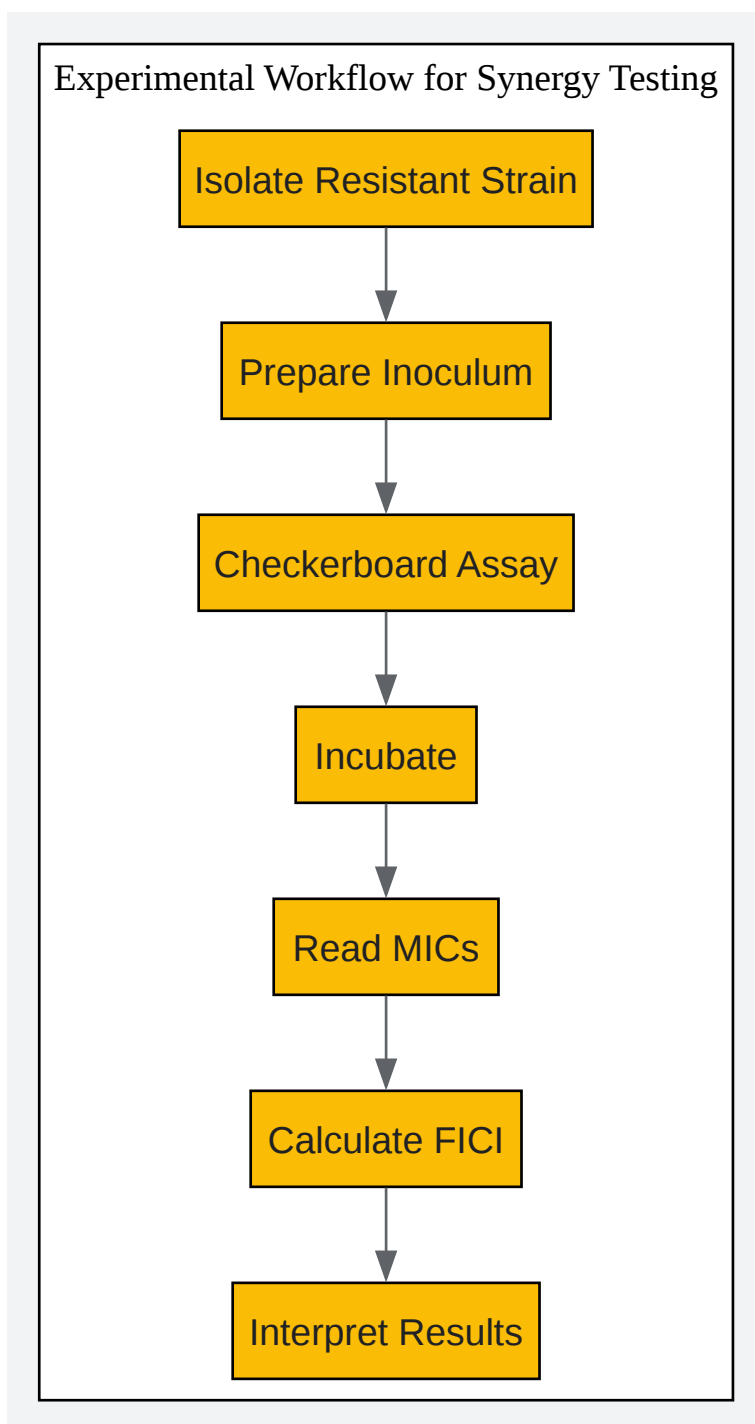 Experimental Workflow for Synergy Testing
Isolate Resistant Strain
Prepare Inoculum
Checkerboard Assay
Incubate
Read MICs
Calculate FICI
Interpret Results